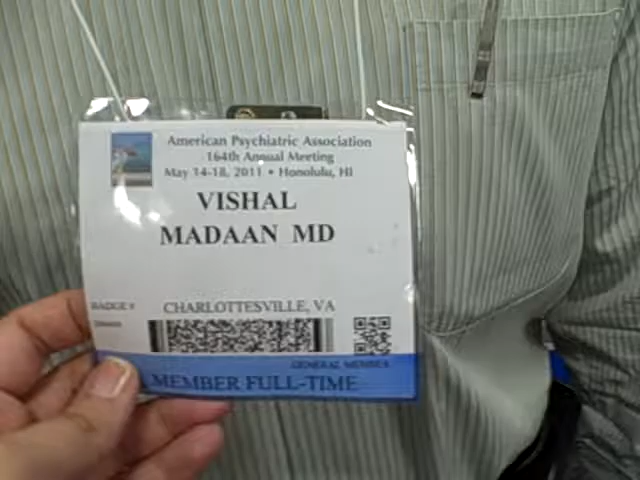 American Psychiatric Association
164th Annual Meeting
May 14-18, 2011 • Honolulu, HI
VISHAL
MADAAN MD
BADGE #
CHARLOTTESVILLE, VA
GENERAL MEMBER
MEMBER FULL-TIME